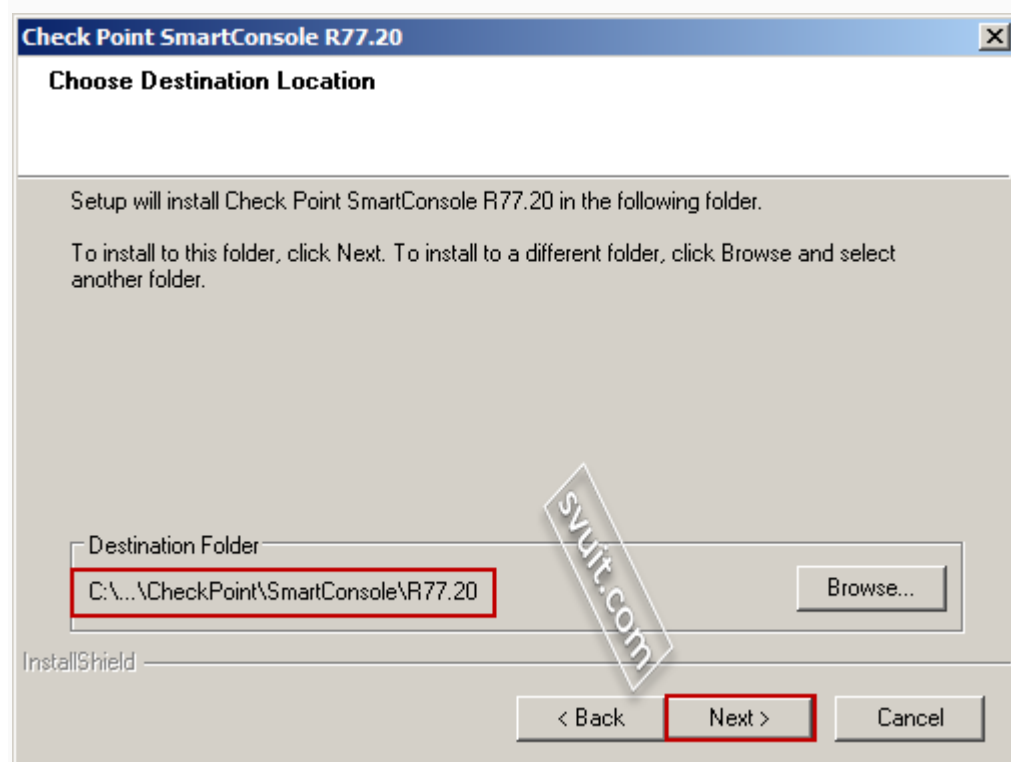 Check Point SmartConsole R77.20
Choose Destination Location
Setup will install Check Point SmartConsole R77.20 in the following folder.
To install to this folder, click Next. To install to a different folder, click Browse and select
another folder.
Destination Folder
C:\...\CheckPoint\SmartConsole\R77.20
Browse...
svuit.com
InstallShield
< Back
Next >
Cancel